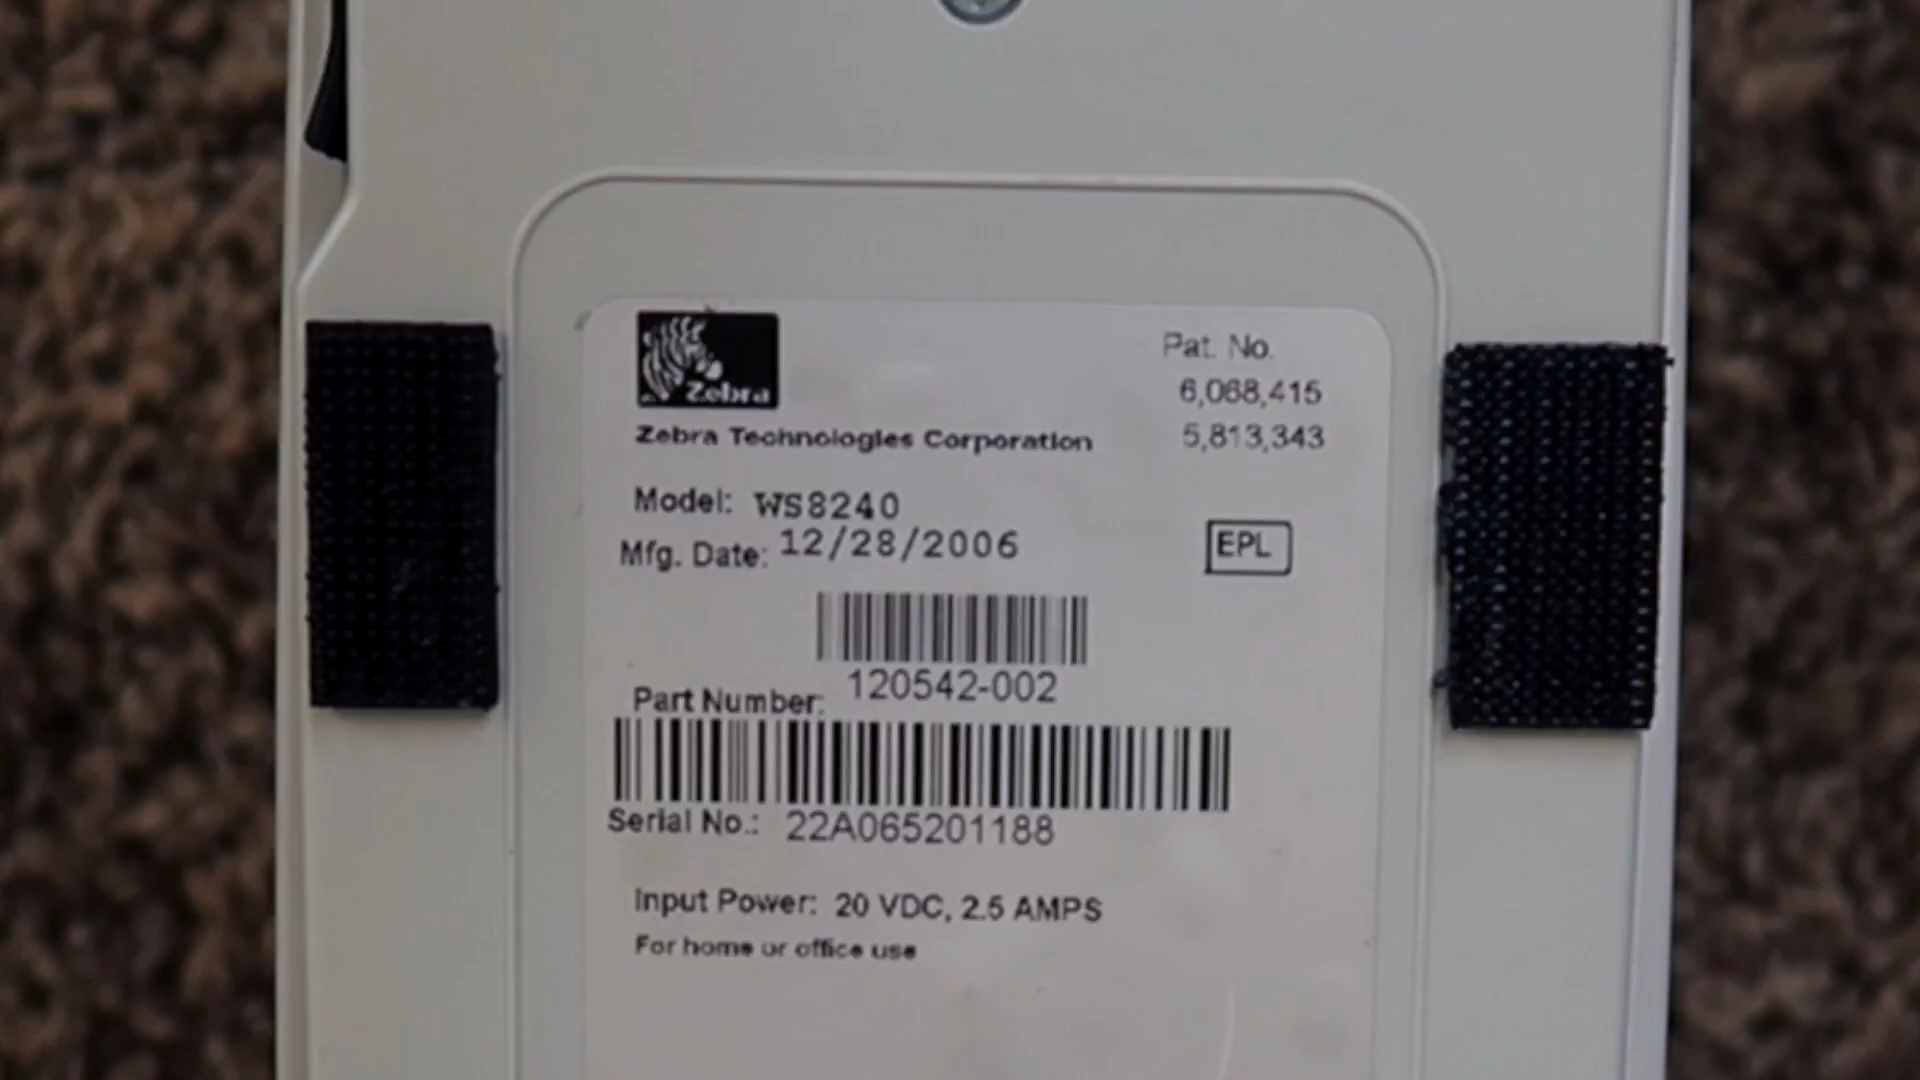 Zebra
Pat. No.
6,068,415
5,813,343
Zebra Technologies Corporation
Model: WS8240
Mfg. Date: 12/28/2006
EPL
120542-002
Part Number:
Serial No.: 22A065201188
Input Power: 20 VDC, 2.5 AMPS
For home or office use